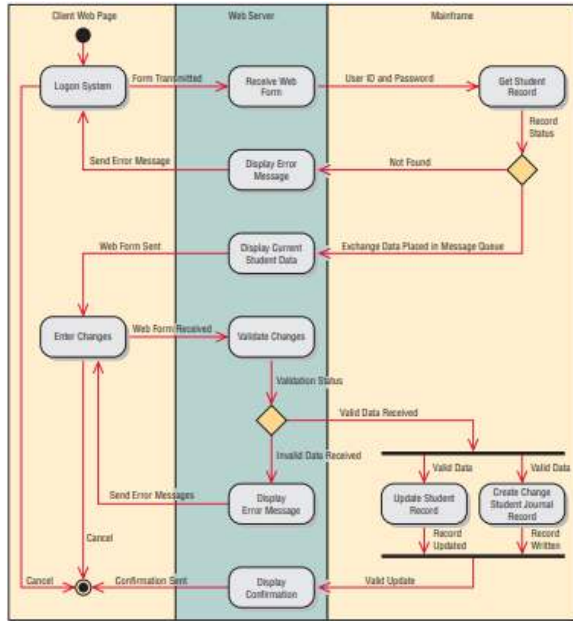 Client Web Page
Web Server
Mainframe
Logon System
Form Transmitted
Receive Web
Form
User ID and Password
Get Student
Record
Record
Status
Send Error Message
Display Error
Message
Not Found
Web Form Sent
Display Current
Student Data
Exchange Data Placed in Message Queue
Enter Changes
Web Form Received
Validate Changes
Validation Status
Valid Data Received
Invalid Data Received
Valid Data
Valid Data
Send Error Messages
Display
Error Message
Update Student
Record
Create Change
Student Journal
Record
Cancel
Record
Updated
Record
Written
Cancel
Confirmation Sent
Display
Confirmation
Valid Update